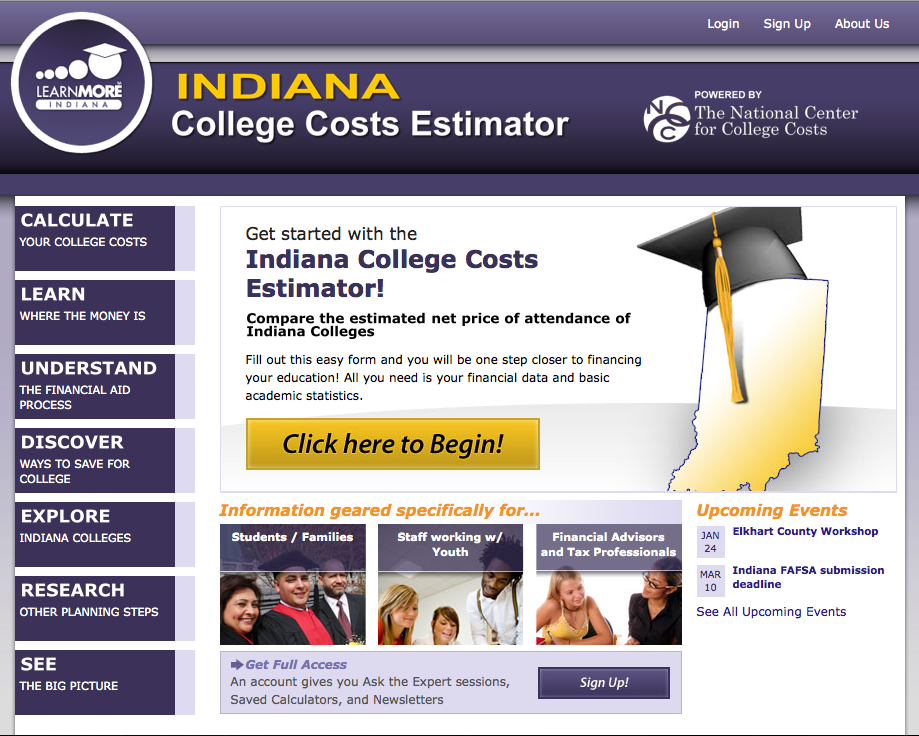 Login Sign Up About Us
LEARNMORE
INDIANA
INDIANA
College Costs Estimator
POWERED BY
NCCC
The National Center
for College Costs
CALCULATE
YOUR COLLEGE COSTS
LEARN
WHERE THE MONEY IS
UNDERSTAND
THE FINANCIAL AID
PROCESS
DISCOVER
WAYS TO SAVE FOR
COLLEGE
EXPLORE
INDIANA COLLEGES
RESEARCH
OTHER PLANNING STEPS
SEE
THE BIG PICTURE
Get started with the
Indiana College Costs
Estimator!
Compare the estimated net price of attendance of
Indiana Colleges
Fill out this easy form and you will be one step closer to financing
your education! All you need is your financial data and basic
academic statistics.
Click here to Begin!
Information geared specifically for...
Students / Families
Staff working w/
Youth
Financial Advisors
and Tax Professionals
Get Full Access
An account gives you Ask the Expert sessions,
Saved Calculators, and Newsletters
Sign Up!
Upcoming Events
JAN
24
Elkhart County Workshop
MAR
10
Indiana FAFSA submission
deadline
See All Upcoming Events